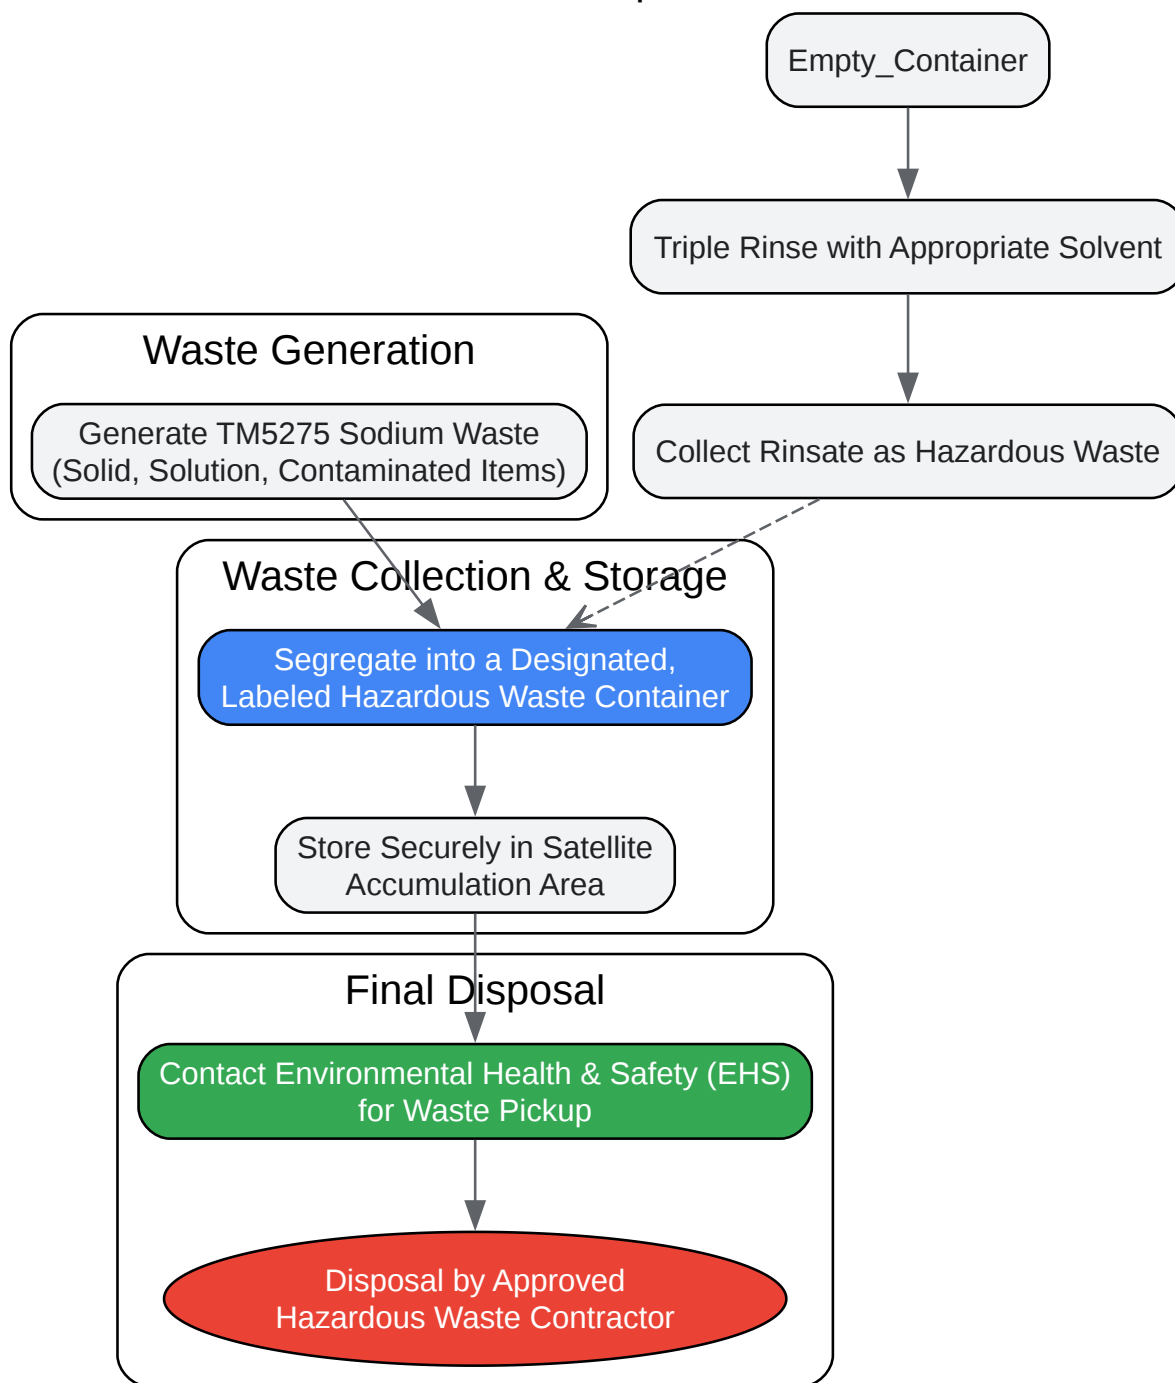 Empty_Container
Triple Rinse with Appropriate Solvent
Collect Rinsate as Hazardous Waste
Waste Generation
Generate TM5275 Sodium Waste
(Solid, Solution, Contaminated Items)
Waste Collection & Storage
Segregate into a Designated,
Labeled Hazardous Waste Container
Store Securely in Satellite
Accumulation Area
Final Disposal
Contact Environmental Health & Safety (EHS)
for Waste Pickup
Disposal by Approved
Hazardous Waste Contractor